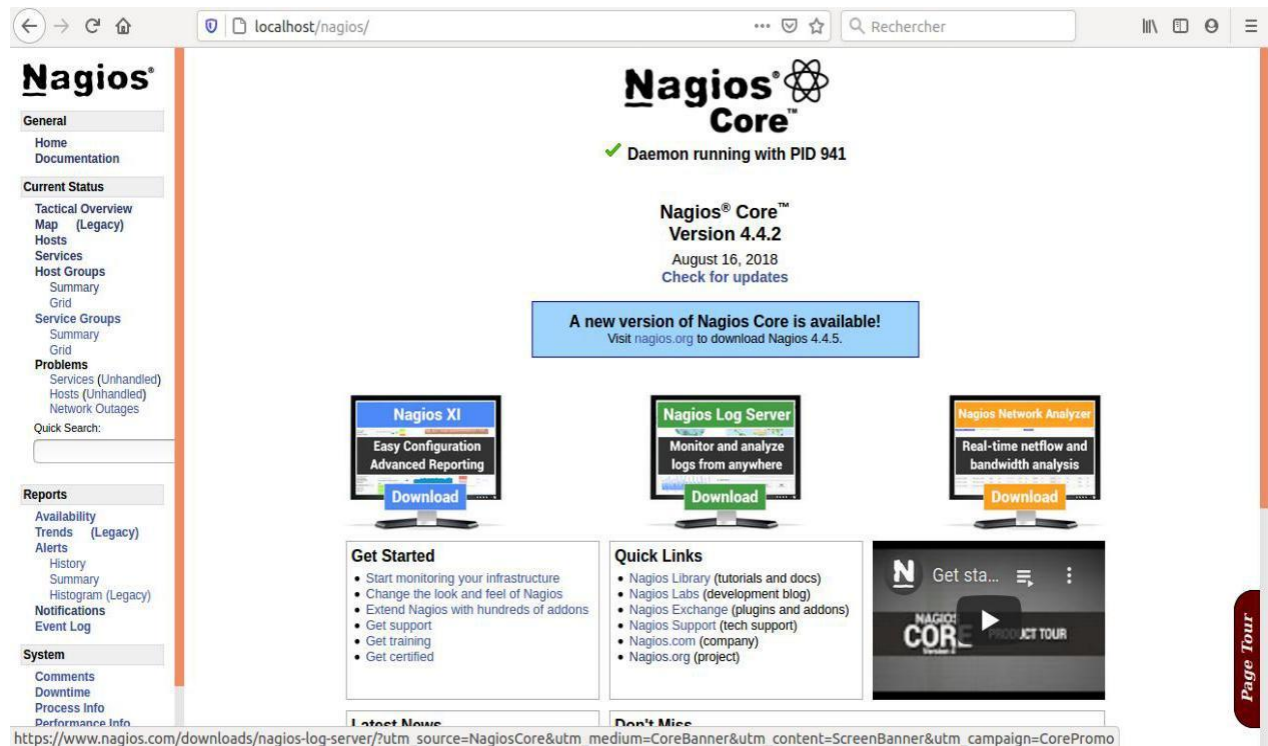 localhost/nagios/
Rechercher
Nagios®
General
Home
Documentation
Current Status
Tactical Overview
Map (Legacy)
Hosts
Services
Host Groups
Summary
Grid
Service Groups
Summary
Grid
Problems
Services (Unhandled)
Hosts (Unhandled)
Network Outages
Quick Search:
Reports
Availability
Trends (Legacy)
Alerts
History
Summary
Histogram (Legacy)
Notifications
Event Log
System
Comments
Downtime
Process Info
Performance Info
Nagios®
Core™
Daemon running with PID 941
Nagios® Core™
Version 4.4.2
August 16, 2018
Check for updates
A new version of Nagios Core is available!
Visit nagios.org to download Nagios 4.4.5.
Nagios XI
Easy Configuration
Advanced Reporting
Download
Nagios Log Server
Monitor and analyze
logs from anywhere
Download
Nagios Network Analyzer
Real-time netflow and
bandwidth analysis
Download
Get Started
• Start monitoring your infrastructure
• Change the look and feel of Nagios
• Extend Nagios with hundreds of addons
• Get support
• Get training
• Get certified
Quick Links
• Nagios Library (tutorials and docs)
• Nagios Labs (development blog)
• Nagios Exchange (plugins and addons)
• Nagios Support (tech support)
• Nagios.com (company)
• Nagios.org (project)
N Get sta...
NAGIOS
CORE PRODUCT TOUR
Page Tour
Latest News
Don't Miss
https://www.nagios.com/downloads/nagios-log-server/?utm_source=NagiosCore&utm_medium=CoreBanner&utm_content=ScreenBanner&utm_campaign=CorePromo